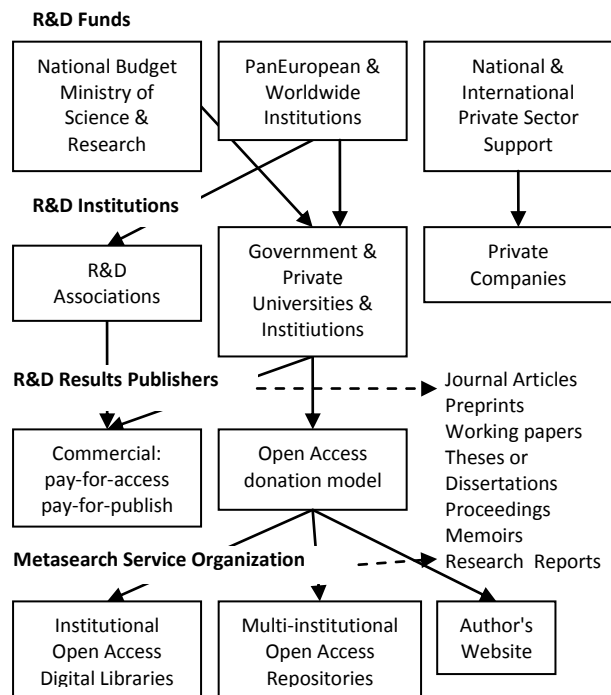 R&D Funds
National Budget
Ministry of
Science &
Research
PanEuropean &
Worldwide
Institutions
National &
International
Private Sector
Support
R&D Institutions
R&D
Associations
Government &
Private
Universities &
Institiutions
Private
Companies
R&D Results Publishers
Journal Articles
Preprints
Working papers
Theses or
Dissertations
Proceedings
Memoirs
Research Reports
Commercial:
pay-for-access
pay-for-publish
Open Access
donation model
Metasearch Service Organization
Institutional
Open Access
Digital Libraries
Multi-institutional
Open Access
Repositories
Author's
Website